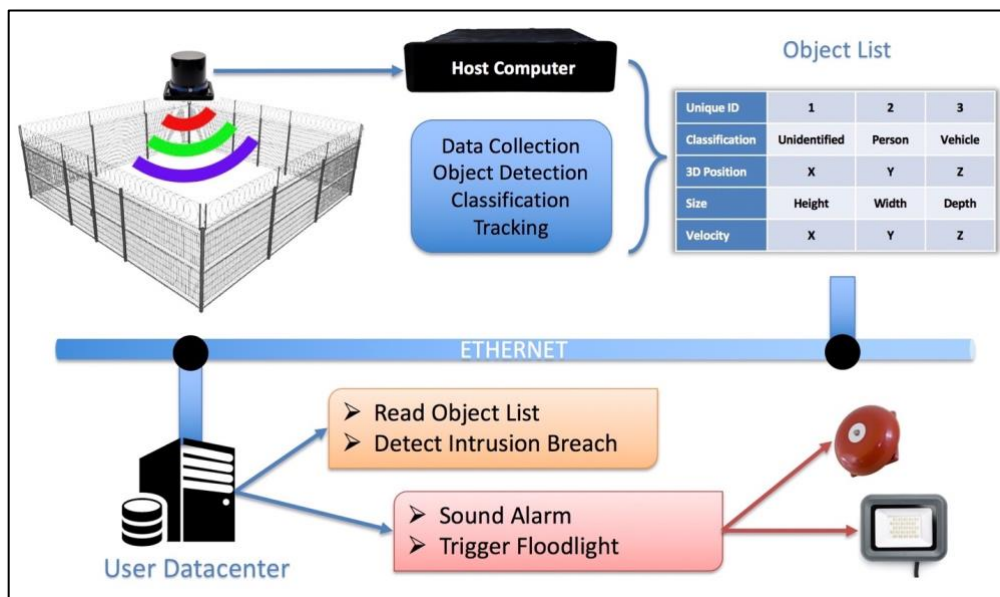 Host Computer
Object List
Data Collection
Object Detection
Classification
Tracking
Unique ID 1 2 3
Classification Unidentified Person Vehicle
3D Position X Y Z
Size Height Width Depth
Velocity X Y Z
ETHERNET
➢ Read Object List
➢ Detect Intrusion Breach
➢ Sound Alarm
➢ Trigger Floodlight
User Datacenter